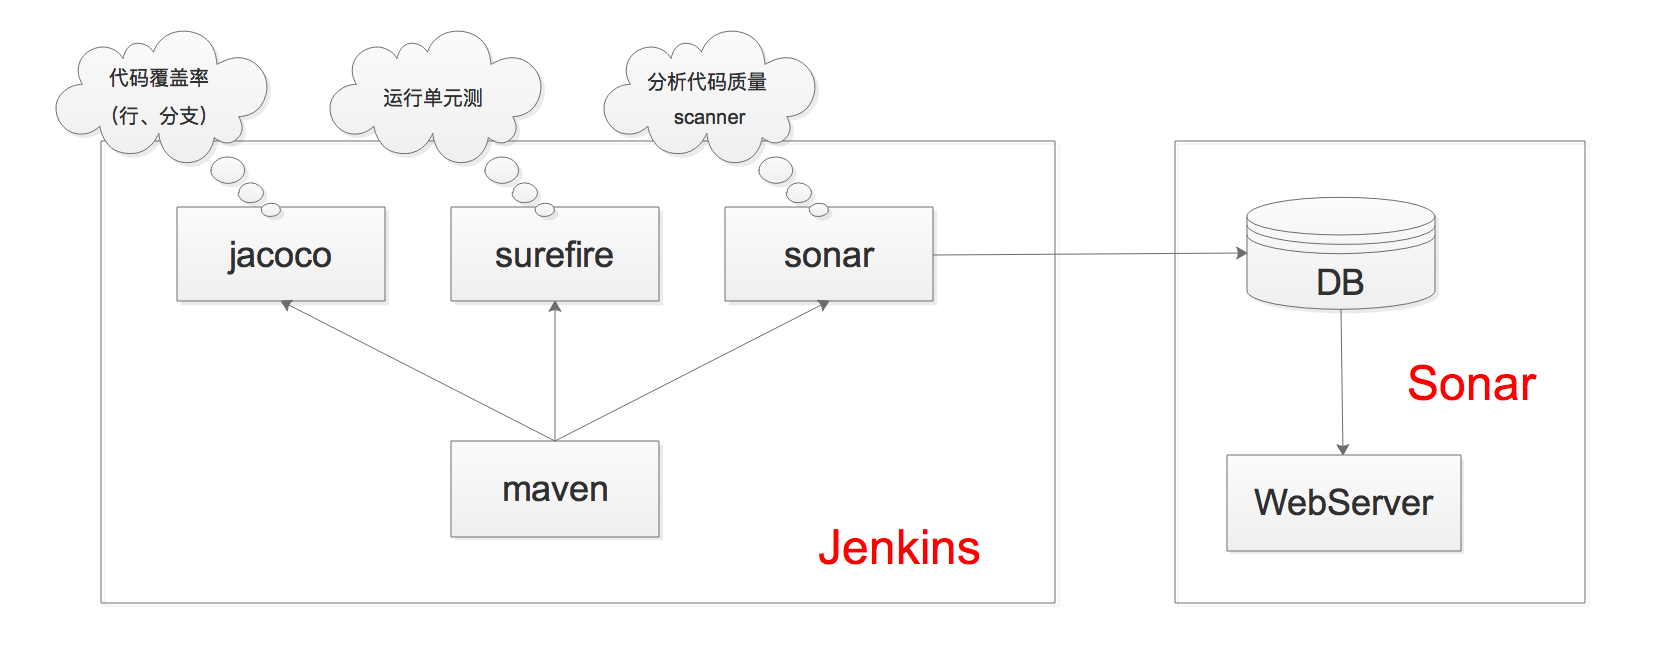 代码覆盖率
（行、分支）
运行单元测
分析代码质量
scanner
jacoco
surefire
sonar
DB
Sonar
maven
WebServer
Jenkins